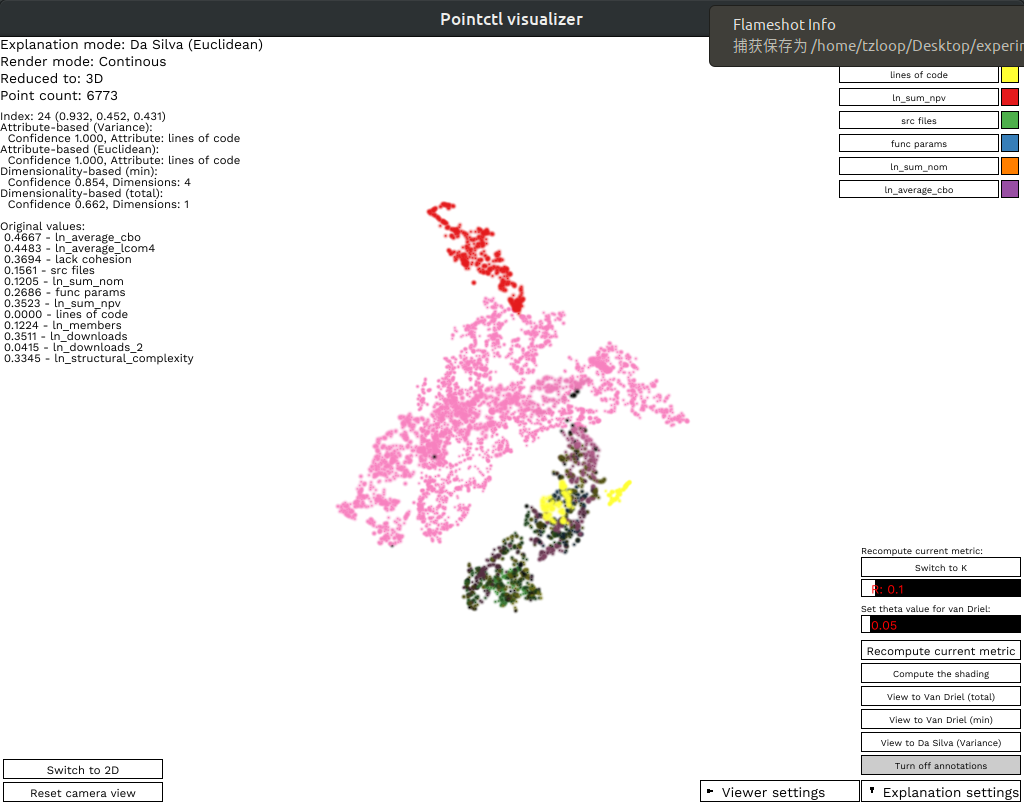 Pointctl visualizer
Flameshot Info
捕获保存为 /home/tzloop/Desktop/experin
Explanation mode: Da Silva (Euclidean)
Render mode: Continous
Reduced to: 3D
Point count: 6773
Index: 24 (0.932, 0.452, 0.431)
Attribute-based (Variance):
Confidence 1.000, Attribute: lines of code
Attribute-based (Euclidean):
Confidence 1.000, Attribute: lines of code
Dimensionality-based (min):
Confidence 0.854, Dimensions: 4
Dimensionality-based (total):
Confidence 0.662, Dimensions: 1
Original values:
0.4667 - ln_average_cbo
0.4483 - ln_average_lcom4
0.3694 - lack cohesion
0.1561 - src files
0.1205 - ln_sum_nom
0.2686 - func params
0.3523 - ln_sum_npv
0.0000 - lines of code
0.1224 - ln_members
0.3511 - ln_downloads
0.0415 - ln_downloads_2
0.3345 - ln_structural_complexity
lines of code
ln_sum_npv
src files
func params
ln_sum_nom
ln_average_cbo
Recompute current metric:
Switch to K
R: 0.1
Set theta value for van Driel:
0.05
Recompute current metric
Compute the shading
View to Van Driel (total)
View to Van Driel (min)
View to Da Silva (Variance)
Turn off annotations
Switch to 2D
Reset camera view
Viewer settings
Explanation settings